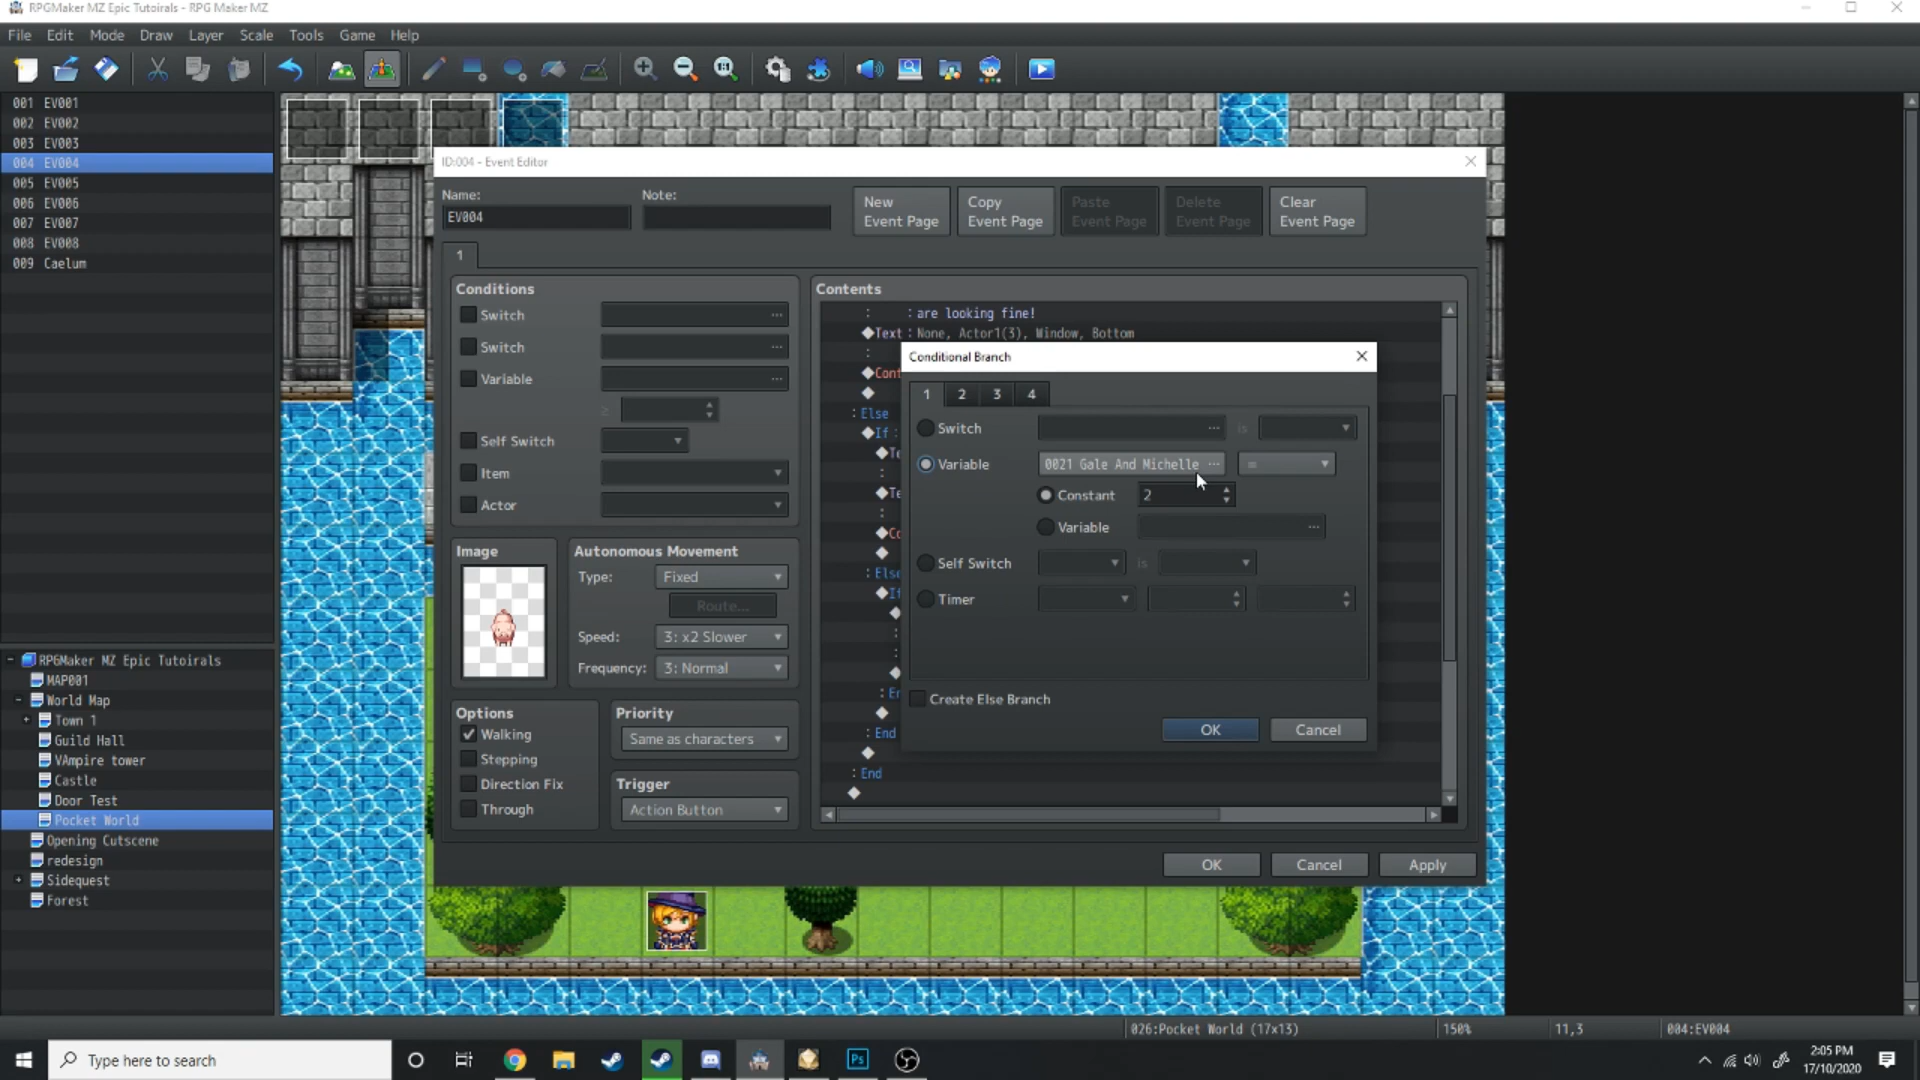 RPGMaker MZ Epic Tutoirals - RPG Maker MZ
File Edit Mode Draw Layer Scale Tools Game Help
001 EV001
002 EV002
003 EV003
004 EV004
005 EV005
006 EV006
007 EV007
008 EV008
009 Caelum
RPGMaker MZ Epic Tutoirals
MAP001
World Map
Town 1
Guild Hall
VAmpire tower
Castle
Door Test
Pocket World
Opening Cutscene
redesign
Sidequest
Forest
ID:004 - Event Editor
Name:
Note:
EV004
New Event Page
Copy Event Page
Paste Event Page
Delete Event Page
Clear Event Page
1
Conditions
Switch
Switch
Variable
≥
Self Switch
Item
Actor
Image
Autonomous Movement
Type: Fixed
Route...
Speed: 3: x2 Slower
Frequency: 3: Normal
Options
Walking
Stepping
Direction Fix
Through
Priority
Same as characters
Trigger
Action Button
Contents
: : are looking fine!
◆Text : None, Actor1(3), Window, Bottom
:
◆Cont
◆
: Else
◆If :
◆Te
:
◆Te
:
◆Co
◆
: Else
◆If
◆
:
:
◆
: En
◆
: End
◆
: End
◆
Conditional Branch
1 2 3 4
Switch ... is
Variable 0021 Gale And Michelle ... =
Constant 2
Variable ...
Self Switch is
Timer
Create Else Branch
OK Cancel
OK Cancel Apply
026:Pocket World (17x13) 150% 11,3 004:EV004
Type here to search
Ps
2:05 PM
17/10/2020